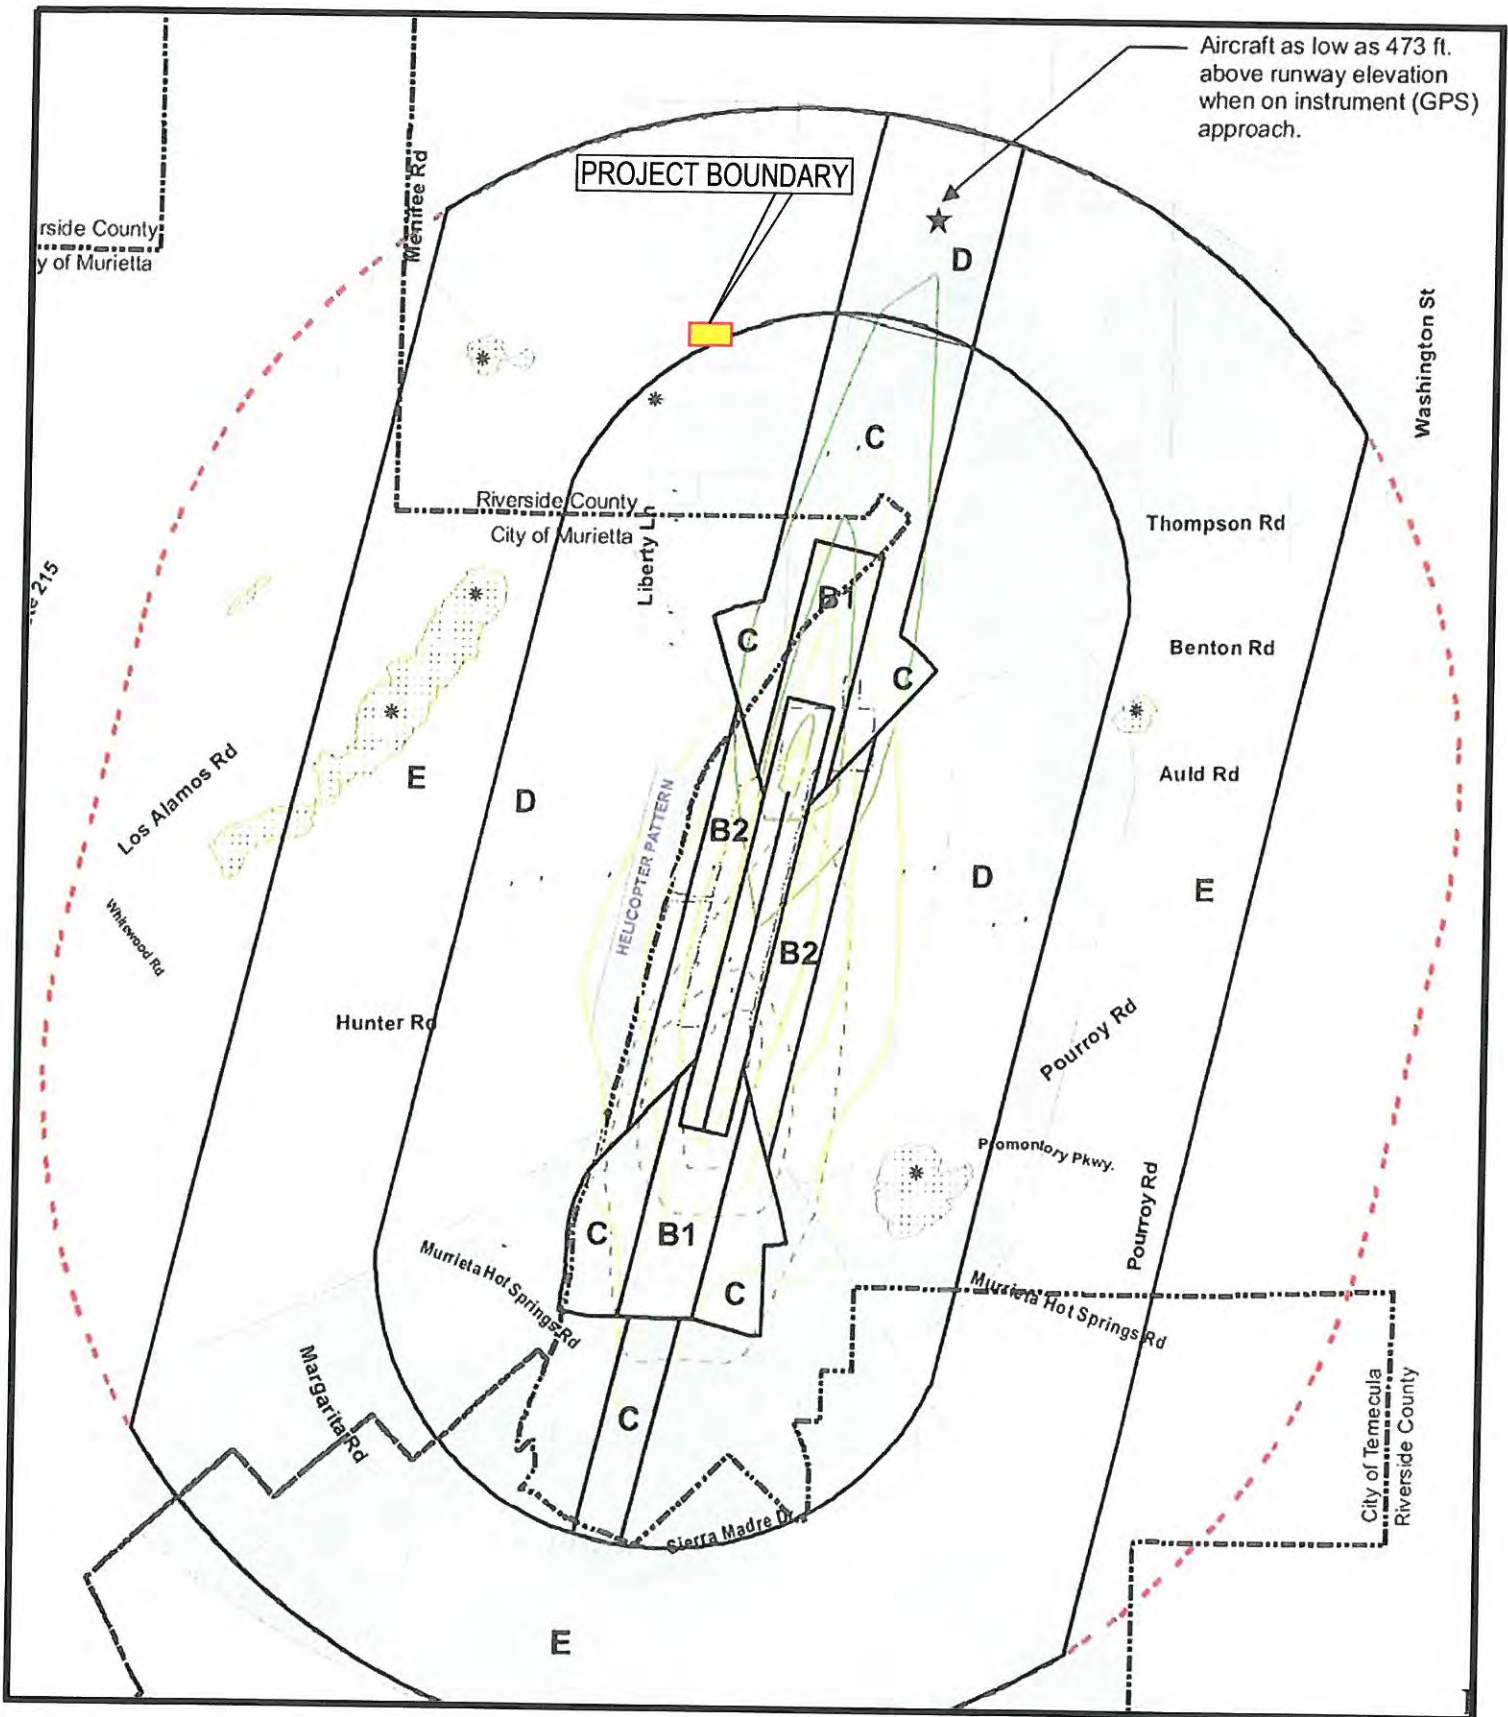 Aircraft as low as 473 ft.
above runway elevation
when on instrument (GPS)
approach.
PROJECT BOUNDARY
Menifee Rd
rside County
y of Murietta
D
Washington St
C
Riverside County
City of Murietta
Liberty Ln
Thompson Rd
215
B1
C
C
Benton Rd
Los Alamos Rd
E
D
HELICOPTER PATTERN
B2
Auld Rd
D
E
Whitewood Rd
B2
Hunter Rd
Pourroy Rd
Promontory Pkwy.
Pourroy Rd
C
B1
C
Murrieta Hot Springs Rd
Murrieta Hot Springs Rd
Margarita Rd
C
City of Temecula
Riverside County
Sierra Madre Dr
E